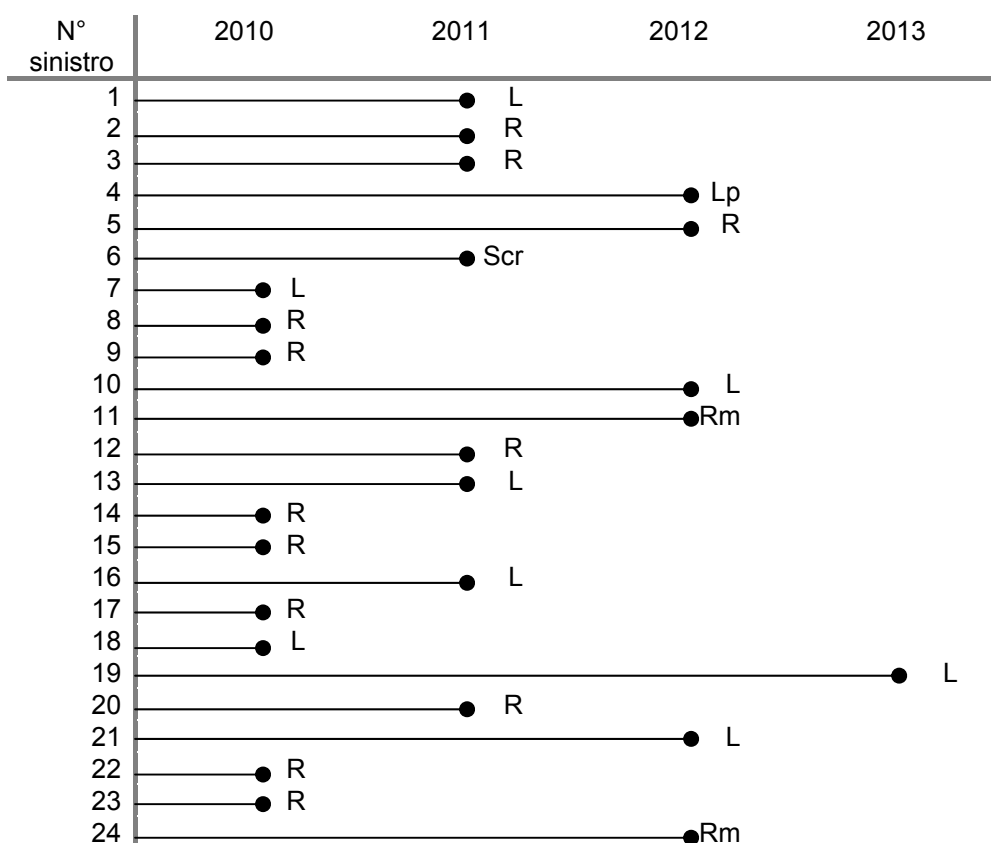 N° 2010 2011 2012 2013
sinistro
1 L
2 R
3 R
4 Lp
5 R
6 Scr
7 L
8 R
9 R
10 L
11 Rm
12 R
13 L
14 R
15 R
16 L
17 R
18 L
19 L
20 R
21 L
22 R
23 R
24 Rm